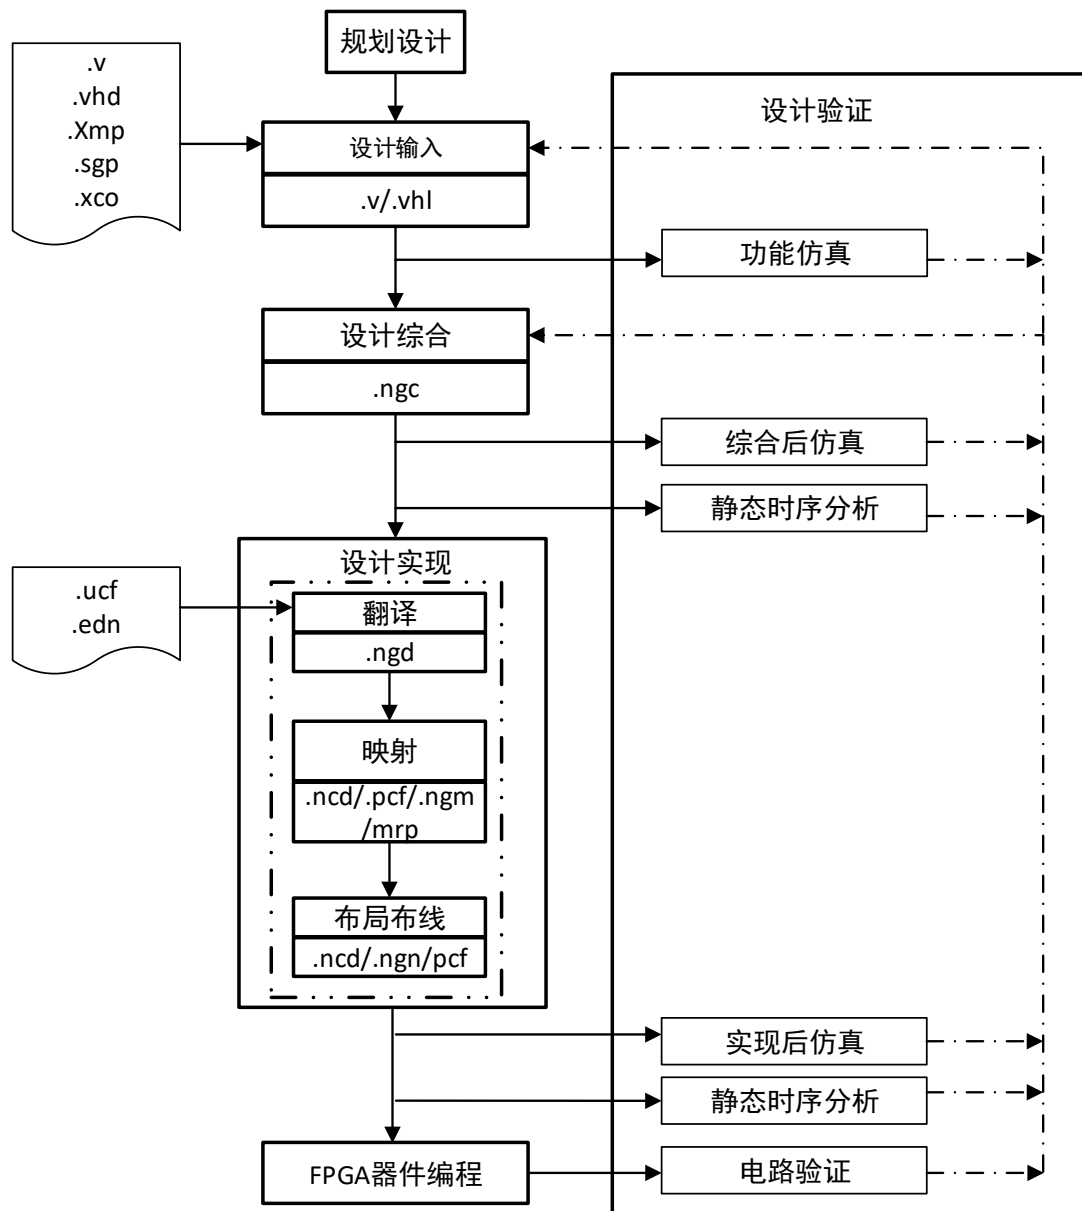 规划设计
.v
.vhd
.Xmp
.sgp
.xco
设计输入
.v/.vhl
设计验证
功能仿真
设计综合
.ngc
综合后仿真
静态时序分析
设计实现
.ucf
.edn
翻译
.ngd
映射
.ncd/.pcf/.ngm
/mrp
布局布线
.ncd/.ngn/pcf
实现后仿真
静态时序分析
FPGA器件编程
电路验证